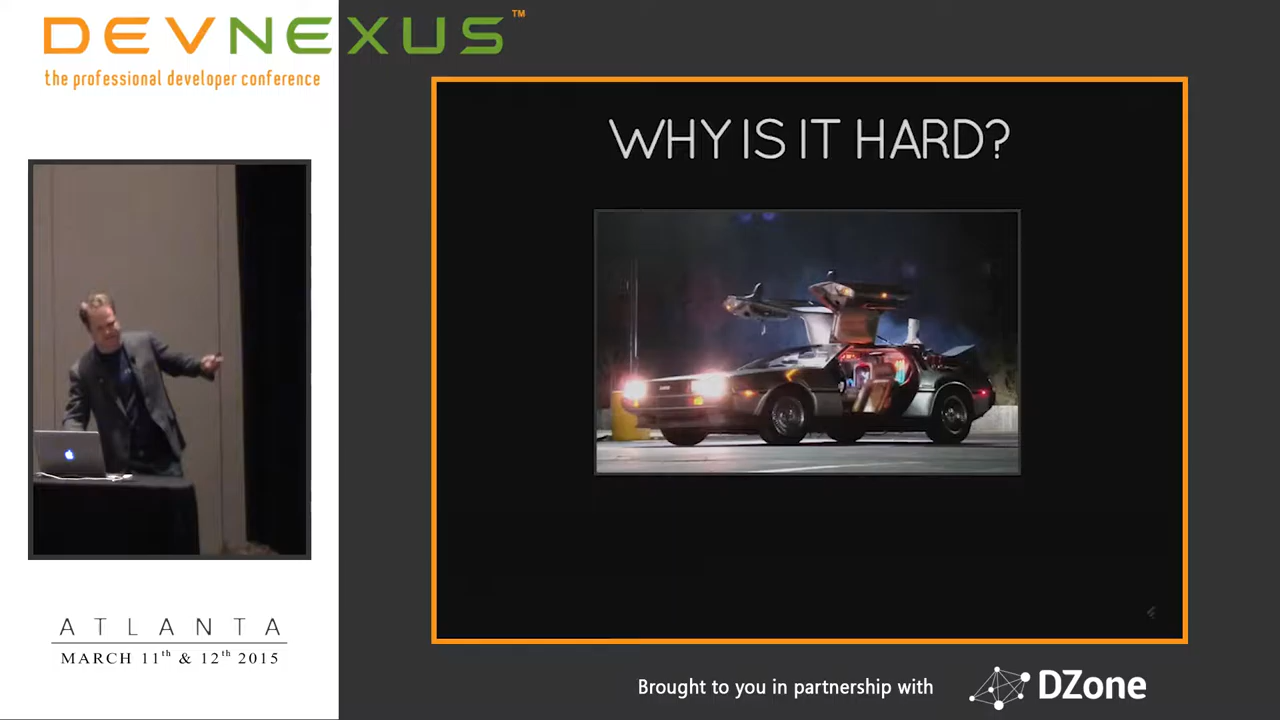 DEVNEXUS™
the professional developer conference
WHY IS IT HARD?
ATLANTA
MARCH 11th & 12th 2015
Brought to you in partnership with
DZone